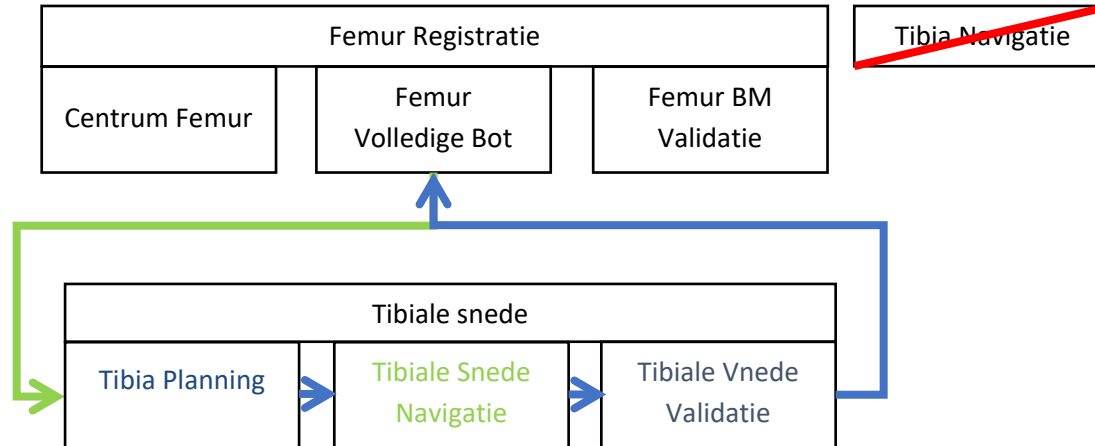 Femur Registratie
Tibia Navigatie
Centrum Femur
Femur
Volledige Bot
Femur BM
Validatie
Tibiale snede
Tibia Planning
Tibiale Snede
Navigatie
Tibiale Vnede
Validatie